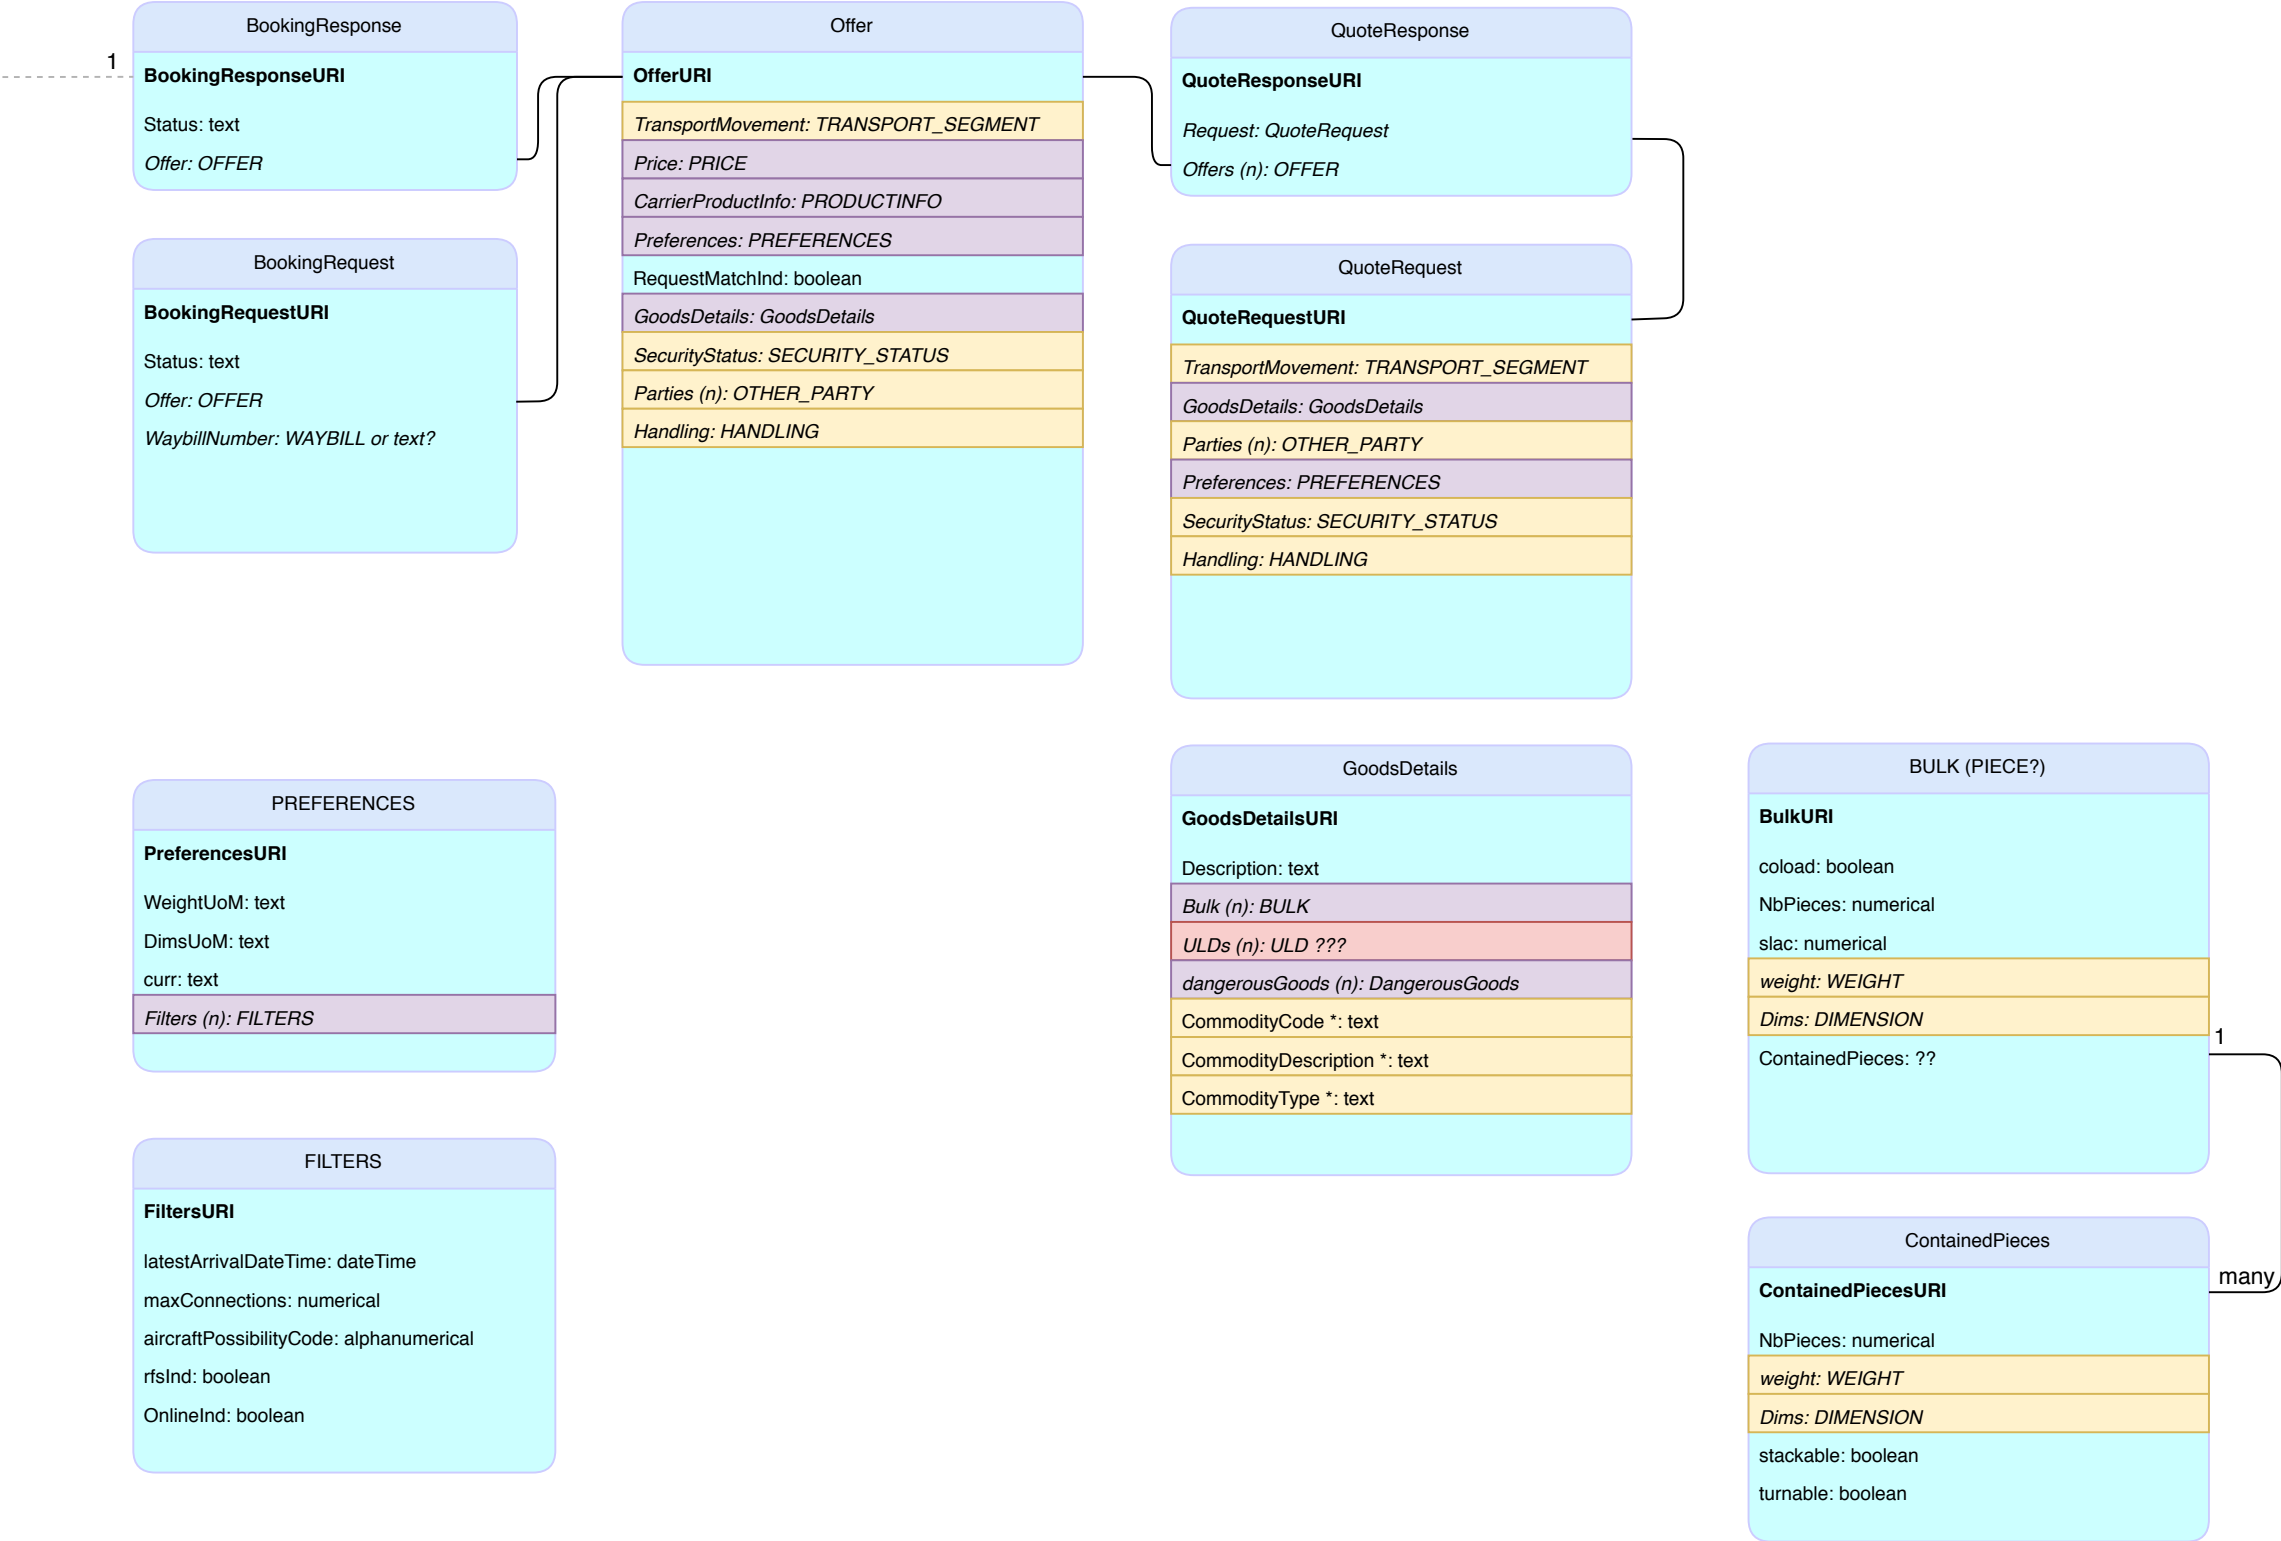 1
BookingResponse
BookingResponseURI
Status: text
Offer: OFFER
BookingRequest
BookingRequestURI
Status: text
Offer: OFFER
WaybillNumber: WAYBILL or text?
Offer
OfferURI
TransportMovement: TRANSPORT_SEGMENT
Price: PRICE
CarrierProductInfo: PRODUCTINFO
Preferences: PREFERENCES
RequestMatchInd: boolean
GoodsDetails: GoodsDetails
SecurityStatus: SECURITY_STATUS
Parties (n): OTHER_PARTY
Handling: HANDLING
QuoteResponse
QuoteResponseURI
Request: QuoteRequest
Offers (n): OFFER
QuoteRequest
QuoteRequestURI
TransportMovement: TRANSPORT_SEGMENT
GoodsDetails: GoodsDetails
Parties (n): OTHER_PARTY
Preferences: PREFERENCES
SecurityStatus: SECURITY_STATUS
Handling: HANDLING
PREFERENCES
PreferencesURI
WeightUoM: text
DimsUoM: text
curr: text
Filters (n): FILTERS
FILTERS
FiltersURI
latestArrivalDateTime: dateTime
maxConnections: numerical
aircraftPossibilityCode: alphanumerical
rfsInd: boolean
OnlineInd: boolean
GoodsDetails
GoodsDetailsURI
Description: text
Bulk (n): BULK
ULDs (n): ULD ???
dangerousGoods (n): DangerousGoods
CommodityCode *: text
CommodityDescription *: text
CommodityType *: text
BULK (PIECE?)
BulkURI
coload: boolean
NbPieces: numerical
slac: numerical
weight: WEIGHT
Dims: DIMENSION
ContainedPieces: ??
1
many
ContainedPieces
ContainedPiecesURI
NbPieces: numerical
weight: WEIGHT
Dims: DIMENSION
stackable: boolean
turnable: boolean